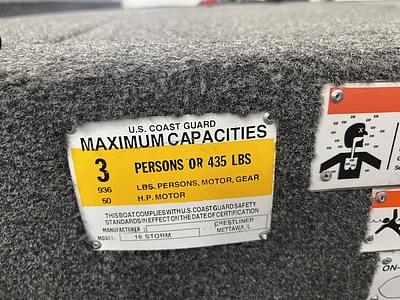 U.S. COAST GUARD
MAXIMUM CAPACITIES
3 PERSONS OR 435 LBS
936 LBS. PERSONS, MOTOR, GEAR
50 H.P. MOTOR
THIS BOAT COMPLIES WITH U.S. COAST GUARD SAFETY
STANDARDS IN EFFECT ON THE DATE OF CERTIFICATION
MANUFACTURER: CRESTLINER
METTAWA, IL
MODEL: 16 STORM
ON-